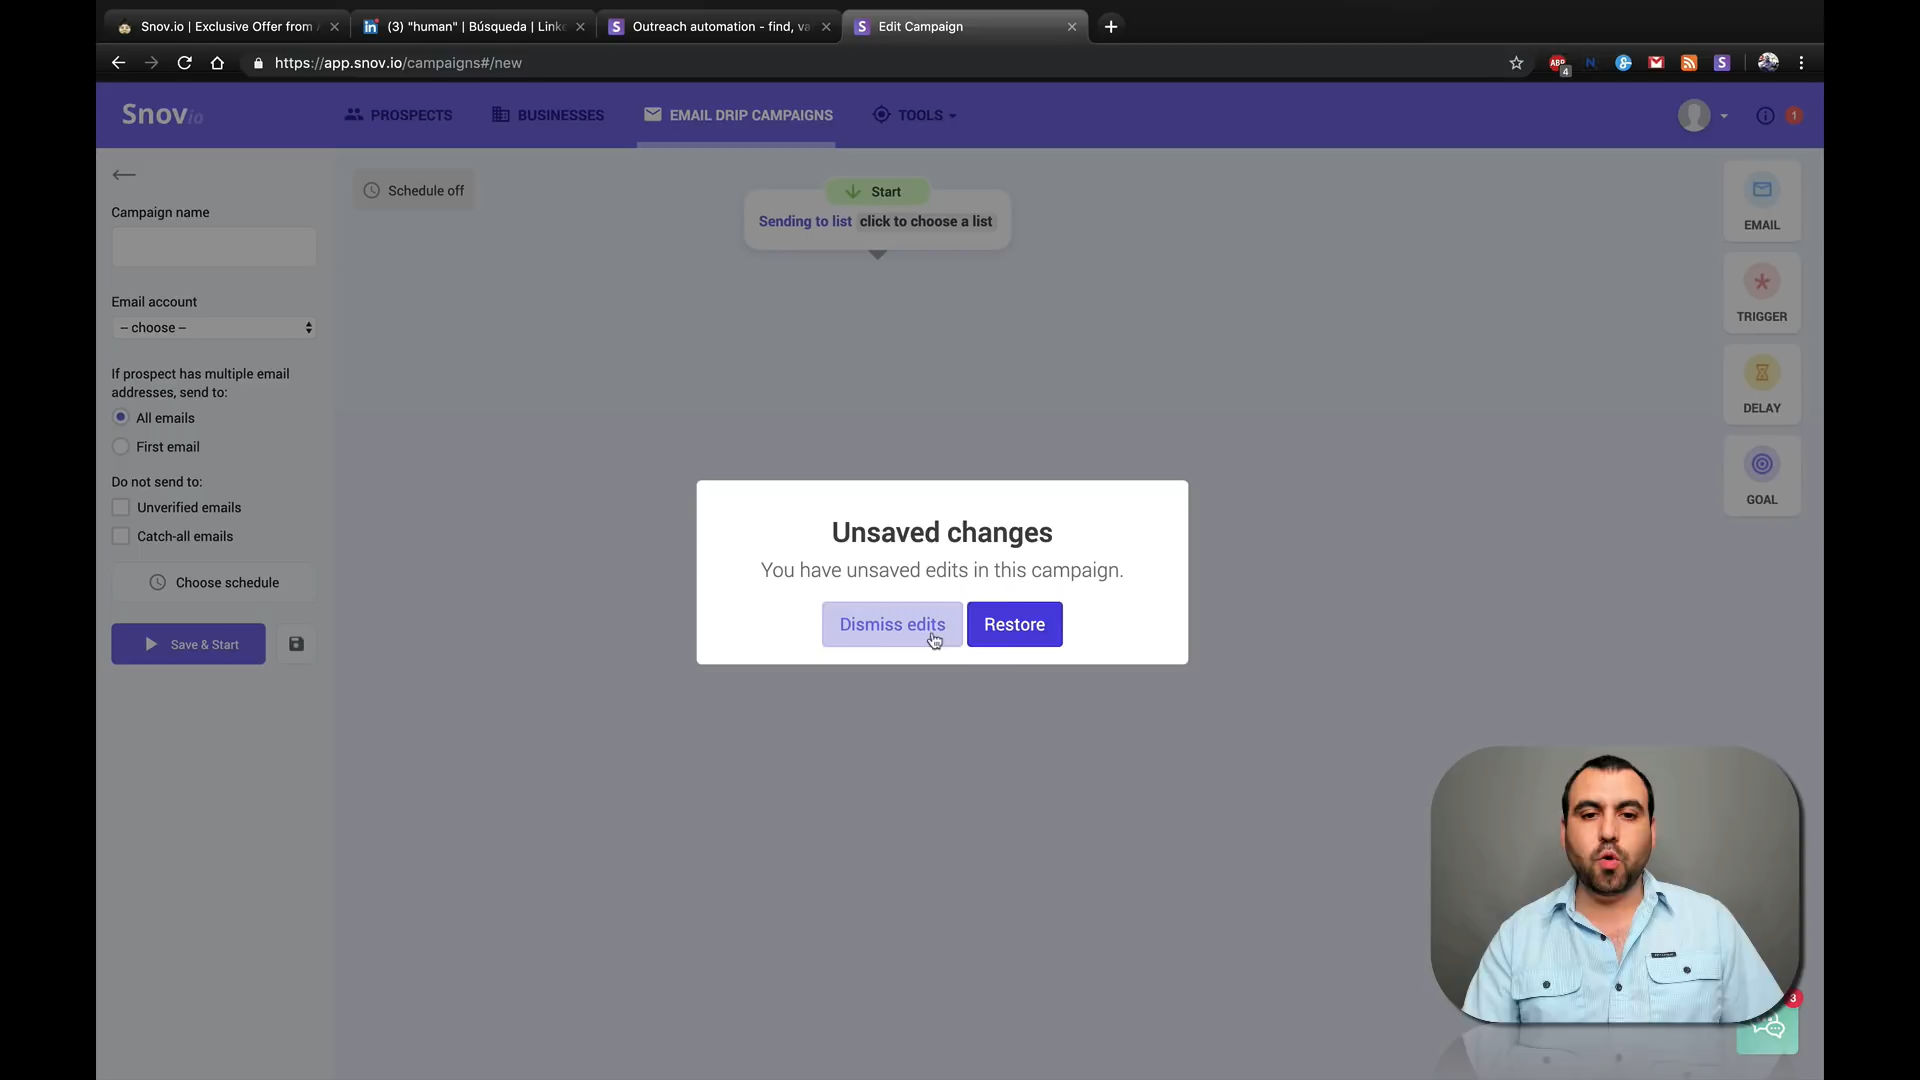 Snov.io | Exclusive Offer from
(3) "human" | Búsqueda | Linke
Outreach automation - find, va
Edit Campaign
https://app.snov.io/campaigns#/new
ABP
4
Snov.io
PROSPECTS
BUSINESSES
EMAIL DRIP CAMPAIGNS
TOOLS
1
Campaign name
Email account
– choose –
If prospect has multiple email
addresses, send to:
All emails
First email
Do not send to:
Unverified emails
Catch-all emails
Choose schedule
Save & Start
Schedule off
Start
Sending to list click to choose a list
EMAIL
TRIGGER
DELAY
GOAL
Unsaved changes
You have unsaved edits in this campaign.
Dismiss edits
Restore
3